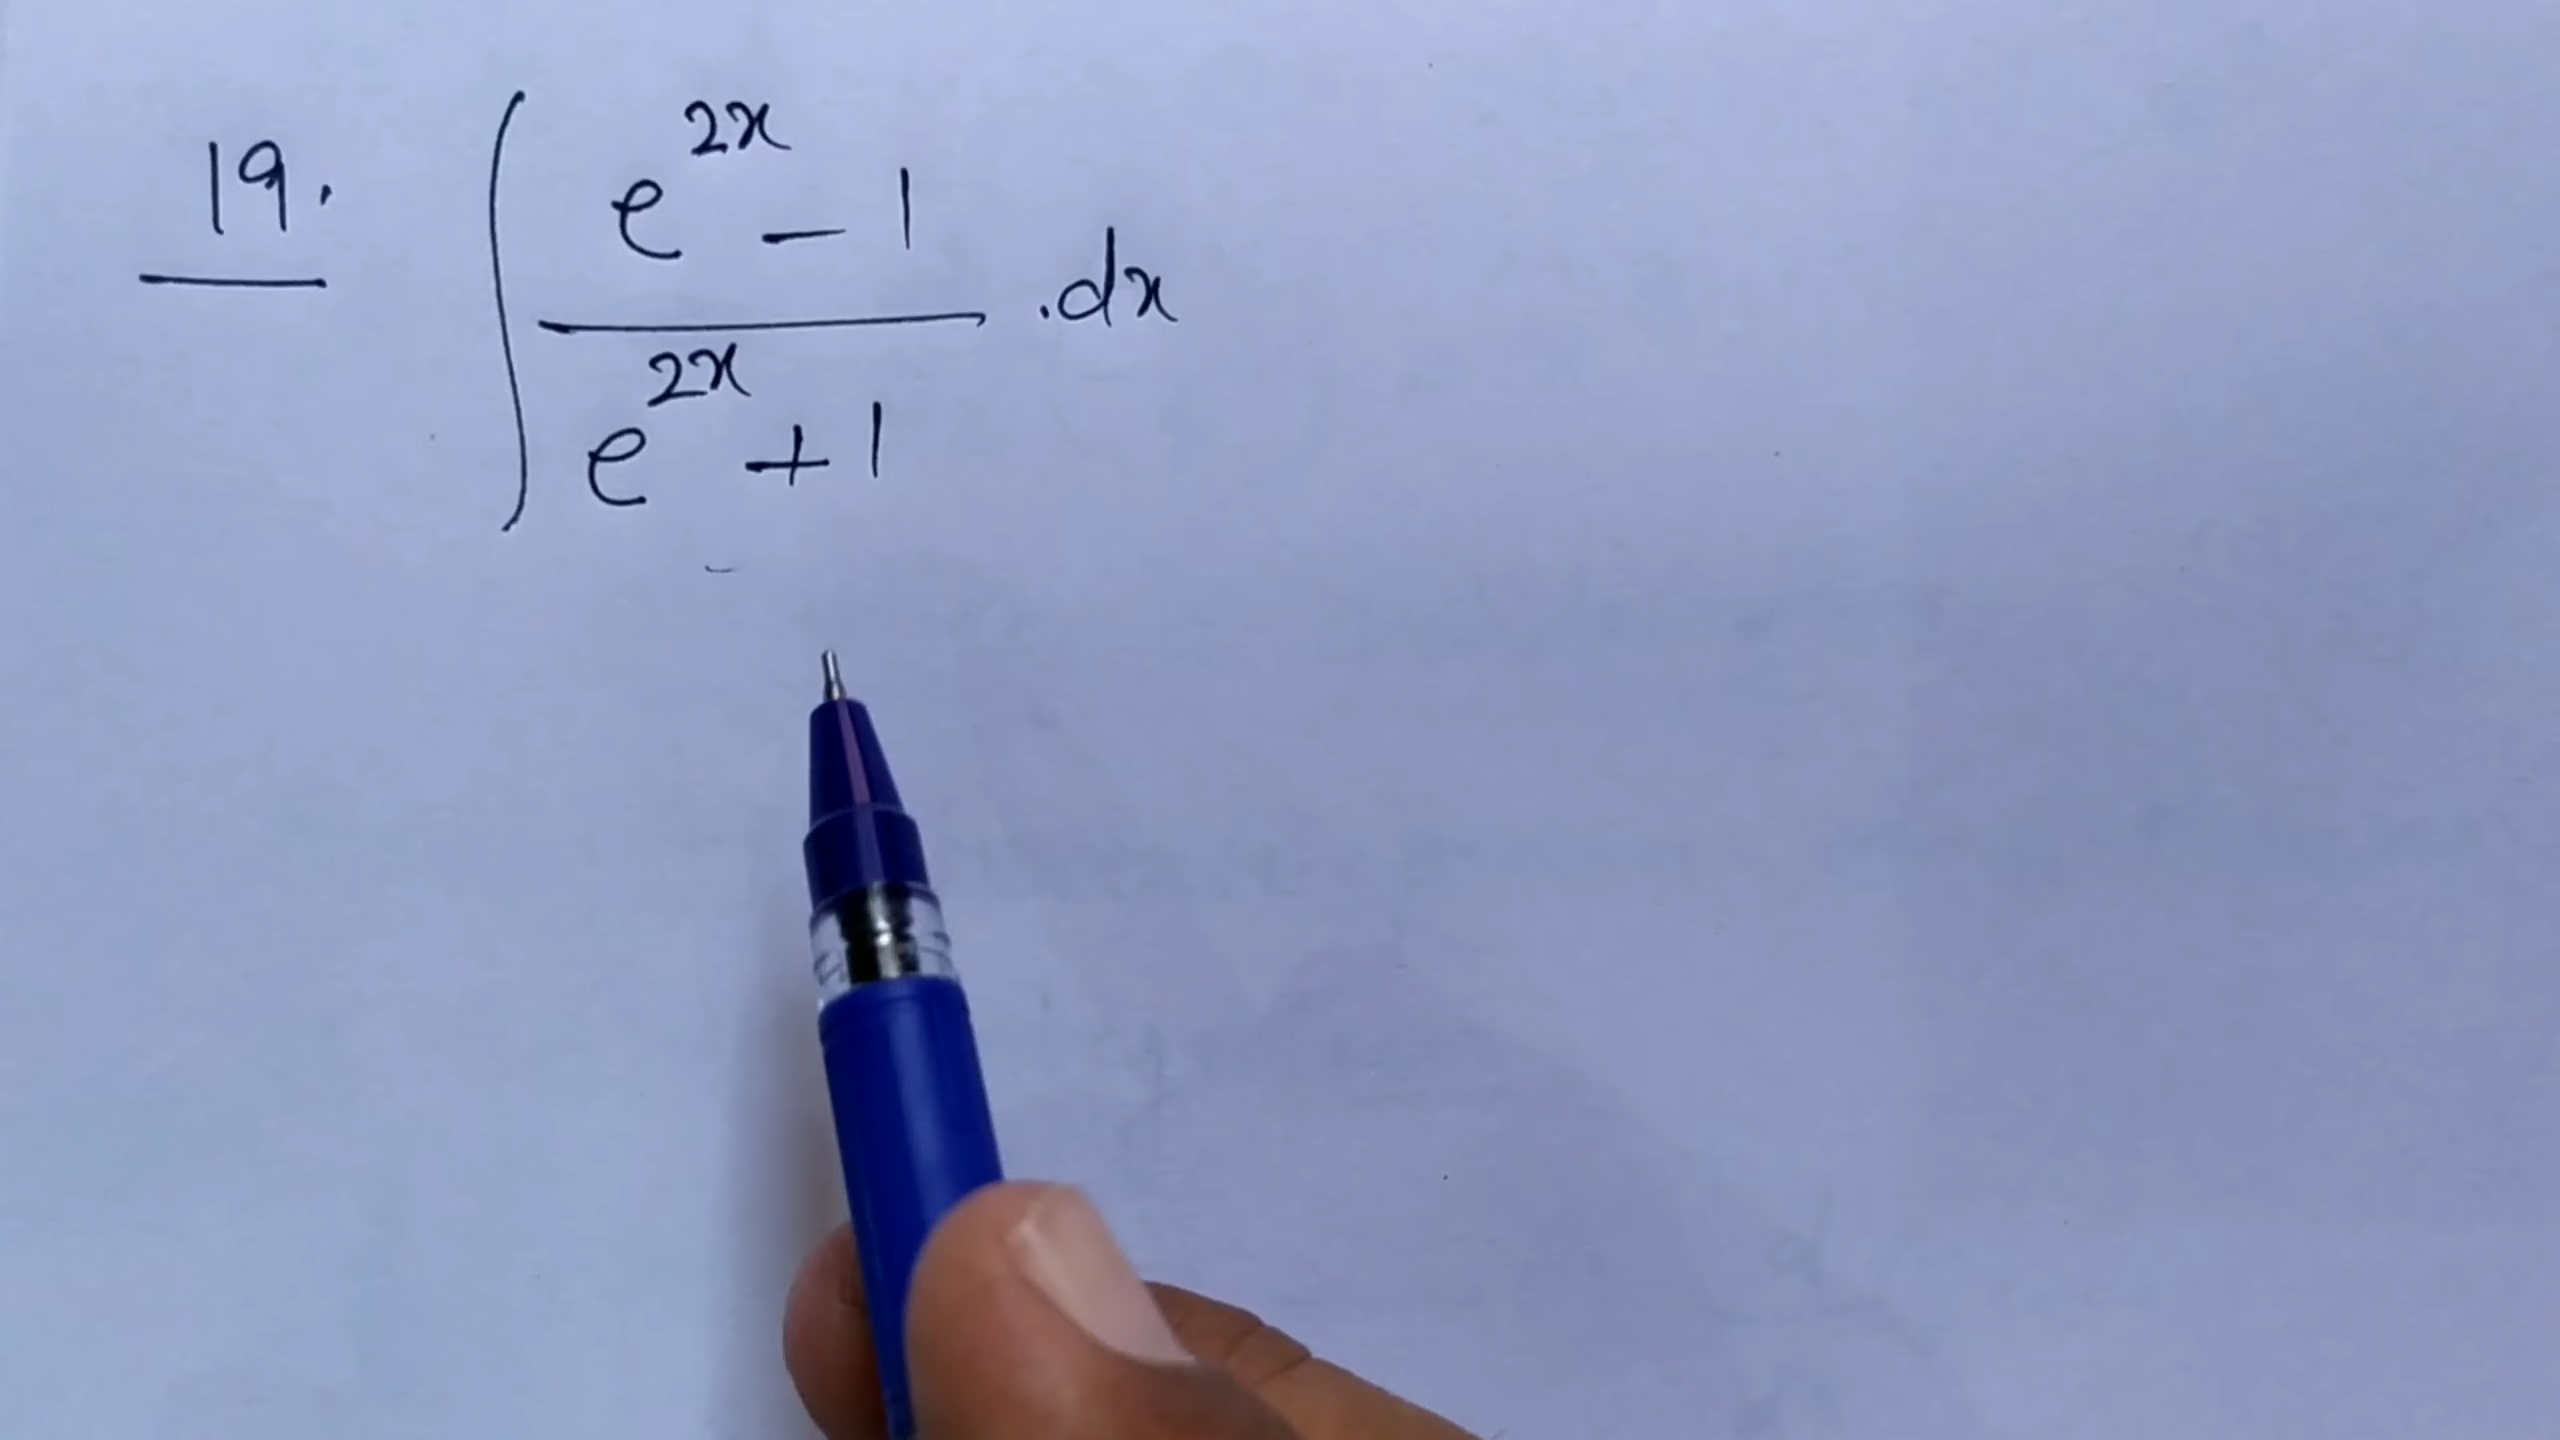 19. ∫ (e^{2x} - 1)/(e^{2x} + 1) .dx